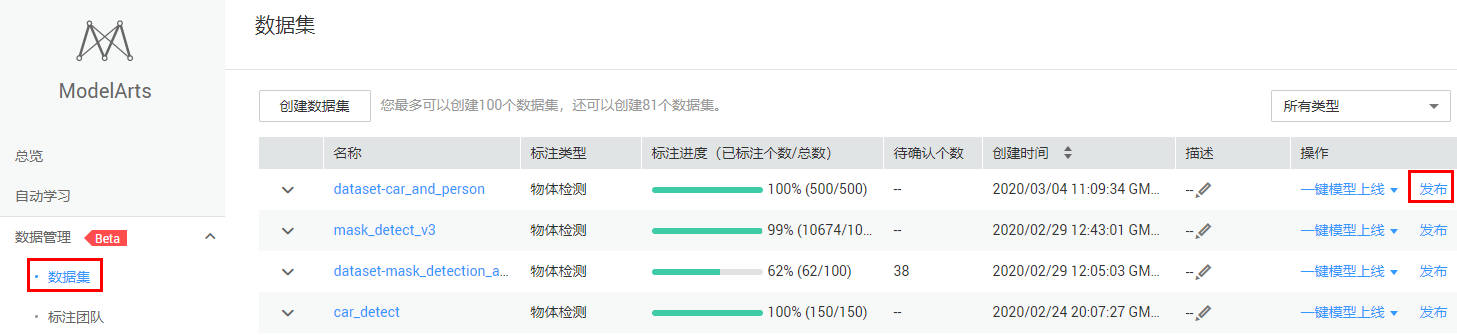 ModelArts
总览
自动学习
数据管理 Beta
数据集
标注团队
数据集
创建数据集 您最多可以创建100个数据集，还可以创建81个数据集。 所有类型
名称 标注类型 标注进度（已标注个数/总数） 待确认个数 创建时间 描述 操作
dataset-car_and_person 物体检测 100% (500/500) -- 2020/03/04 11:09:34 GM... -- 一键模型上线 发布
mask_detect_v3 物体检测 99% (10674/10... -- 2020/02/29 12:43:01 GM... -- 一键模型上线 发布
dataset-mask_detection_a... 物体检测 62% (62/100) 38 2020/02/29 12:05:03 GM... -- 一键模型上线 发布
car_detect 物体检测 100% (150/150) -- 2020/02/24 20:07:27 GM... -- 一键模型上线 发布